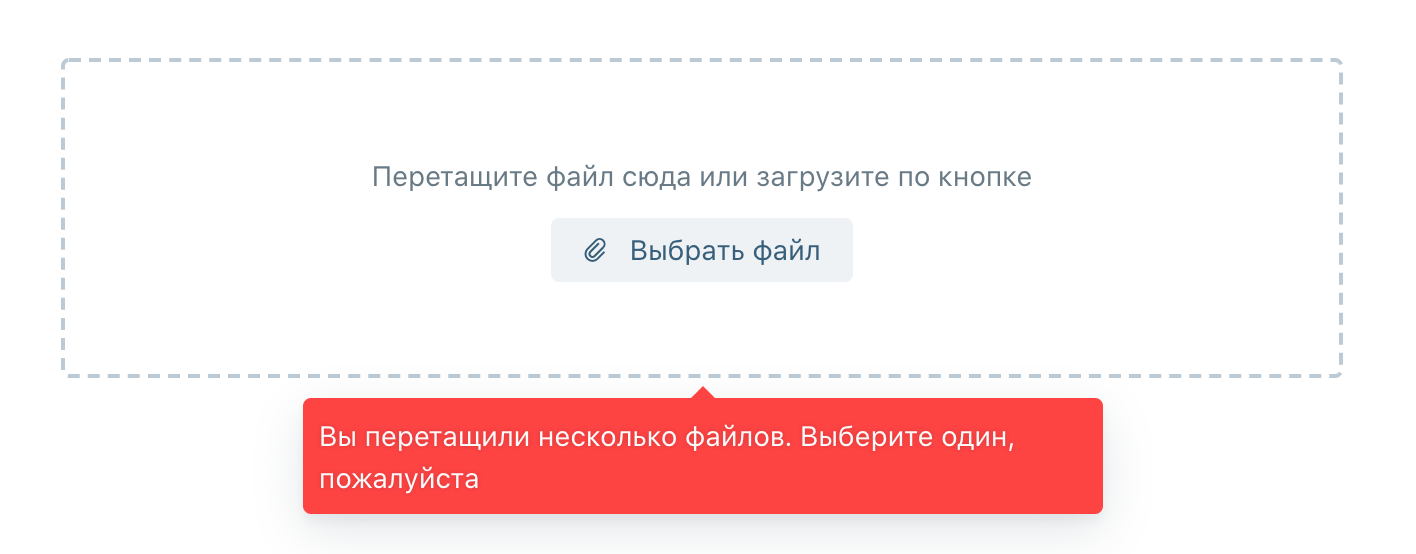 Перетащите файл сюда или загрузите по кнопке
Выбрать файл
Вы перетащили несколько файлов. Выберите один,
пожалуйста